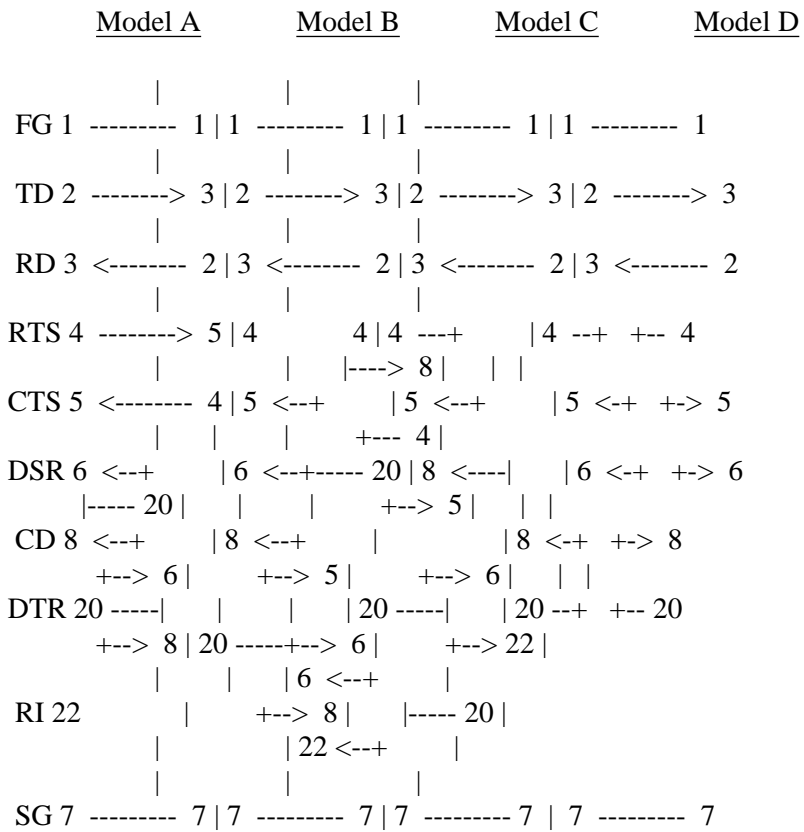 Model A Model B Model C Model D
| | |
FG 1 --------- 1 | 1 --------- 1 | 1 --------- 1 | 1 --------- 1
| | |
TD 2 --------> 3 | 2 --------> 3 | 2 --------> 3 | 2 --------> 3
| | |
RD 3 <-------- 2 | 3 <-------- 2 | 3 <-------- 2 | 3 <-------- 2
| | |
RTS 4 --------> 5 | 4 4 | 4 ---+ | 4 --+ +-- 4
| | |----> 8 | | |
CTS 5 <-------- 4 | 5 <--+ | 5 <--+ | 5 <-+ +-> 5
| | | +--- 4 |
DSR 6 <--+ | 6 <--+----- 20 | 8 <----| | 6 <-+ +-> 6
|----- 20 | | | +--> 5 | | |
CD 8 <--+ | 8 <--+ | | 8 <-+ +-> 8
+--> 6 | +--> 5 | +--> 6 | | |
DTR 20 -----| | | | 20 -----| | 20 --+ +-- 20
+--> 8 | 20 -----+--> 6 | +--> 22 |
| | | 6 <--+ |
RI 22 | +--> 8 | |----- 20 |
| | 22 <--+ |
| | |
SG 7 --------- 7 | 7 --------- 7 | 7 --------- 7 | 7 --------- 7